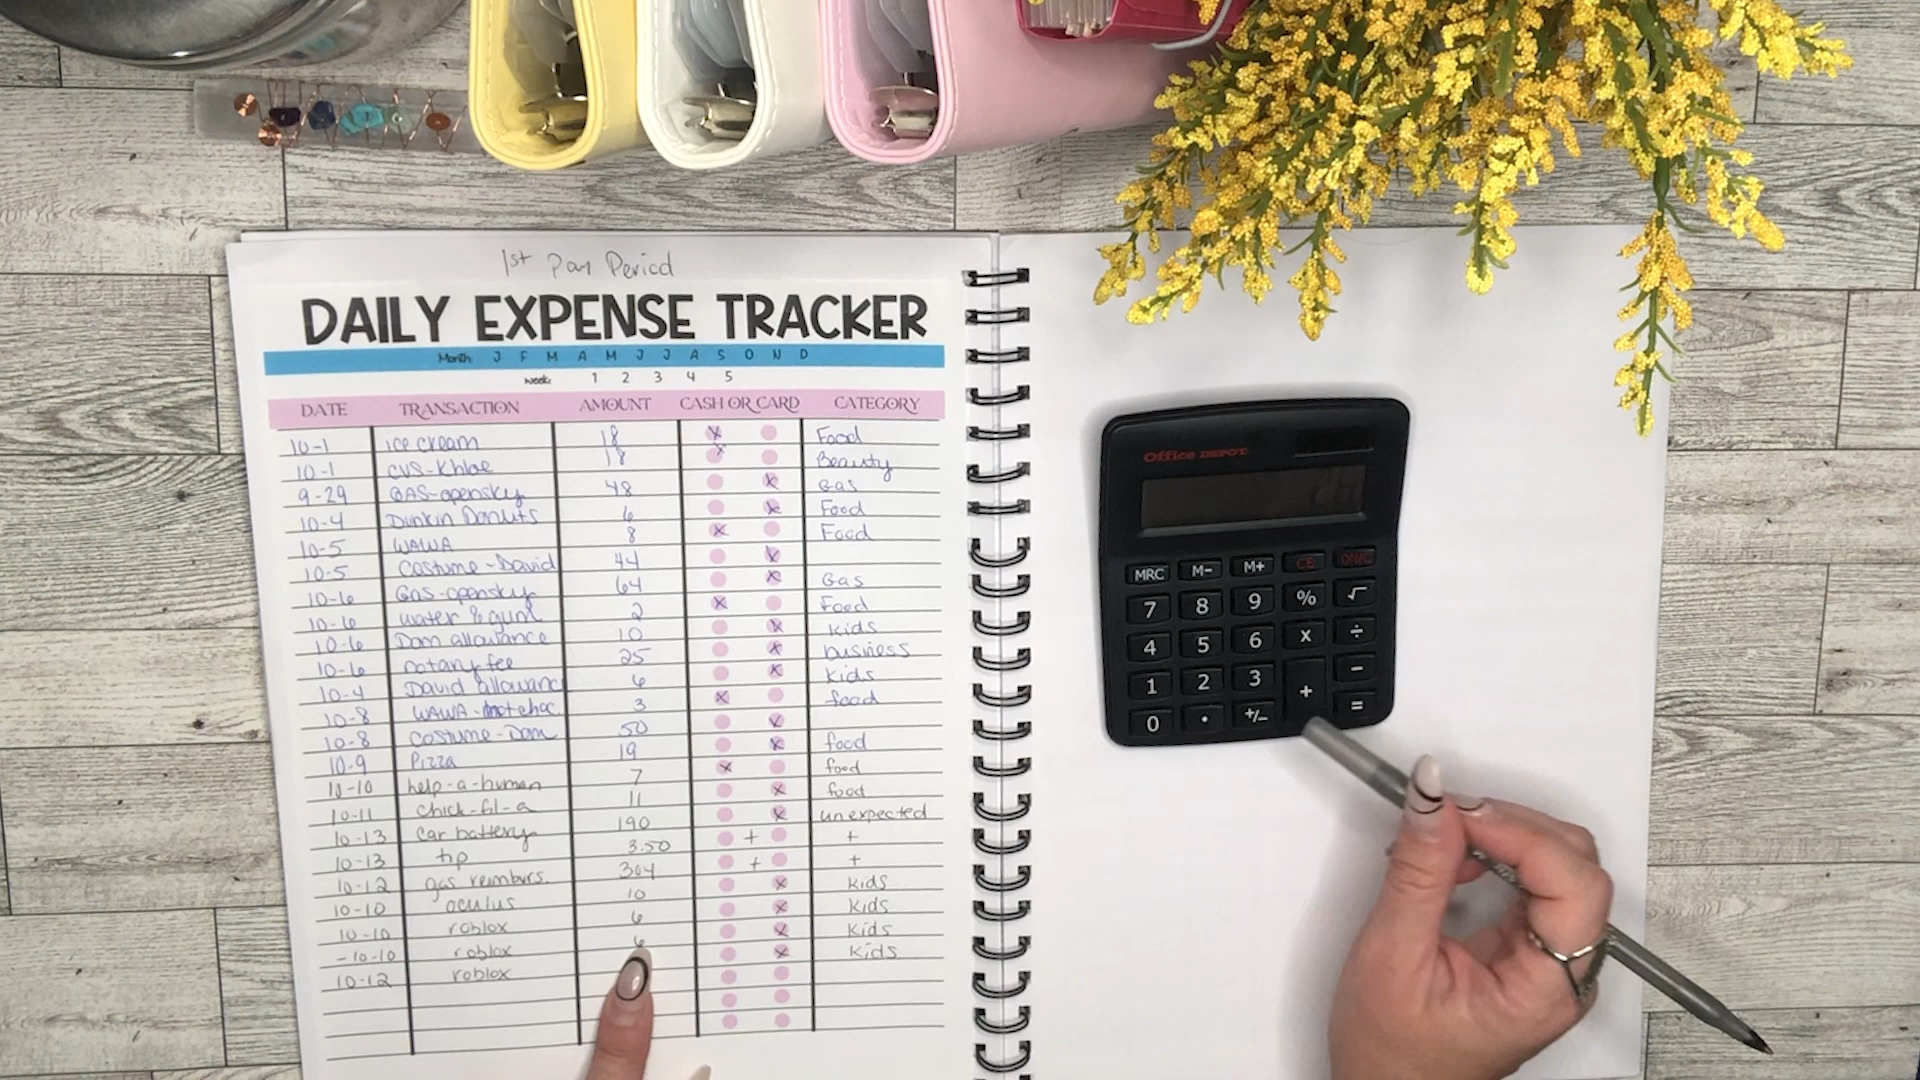 1st Pay Period
DAILY EXPENSE TRACKER
Month: J F M A M J J A S O N D
week: 1 2 3 4 5
DATE TRANSACTION AMOUNT CASH OR CARD CATEGORY
10-1 ice cream 18 x Food
10-1 CVS-Khloe 18 x Beauty
9-29 GAS-opensky 48 x Gas
10-4 Dunkin Donuts 6 x Food
10-5 WAWA 8 x Food
10-5 Costume-David 44 x
10-6 Gas-opensky 64 x Gas
10-6 water & gum 2 x Food
10-6 Dom allowance 10 x kids
10-6 notary fee 25 x business
10-4 David allowanc 6 x kids
10-8 WAWA-hotchoc 3 x food
10-8 Costume-Dom 50 x
10-9 Pizza 19 x food
10-10 help-a-human 7 x food
10-11 chick-fil-a 11 x food
10-13 car battery 190 x unexpected
10-13 tip 3.50 + +
10-12 gas reimburs. 364 + +
10-10 oculus 10 x kids
10-10 roblox 6 x kids
-10-10 roblox 6 x kids
10-12 roblox x kids
Office DEPOT
MRC M- M+ CE ON/C
7 8 9 % √
4 5 6 x ÷
1 2 3 + −
0 . +/− =